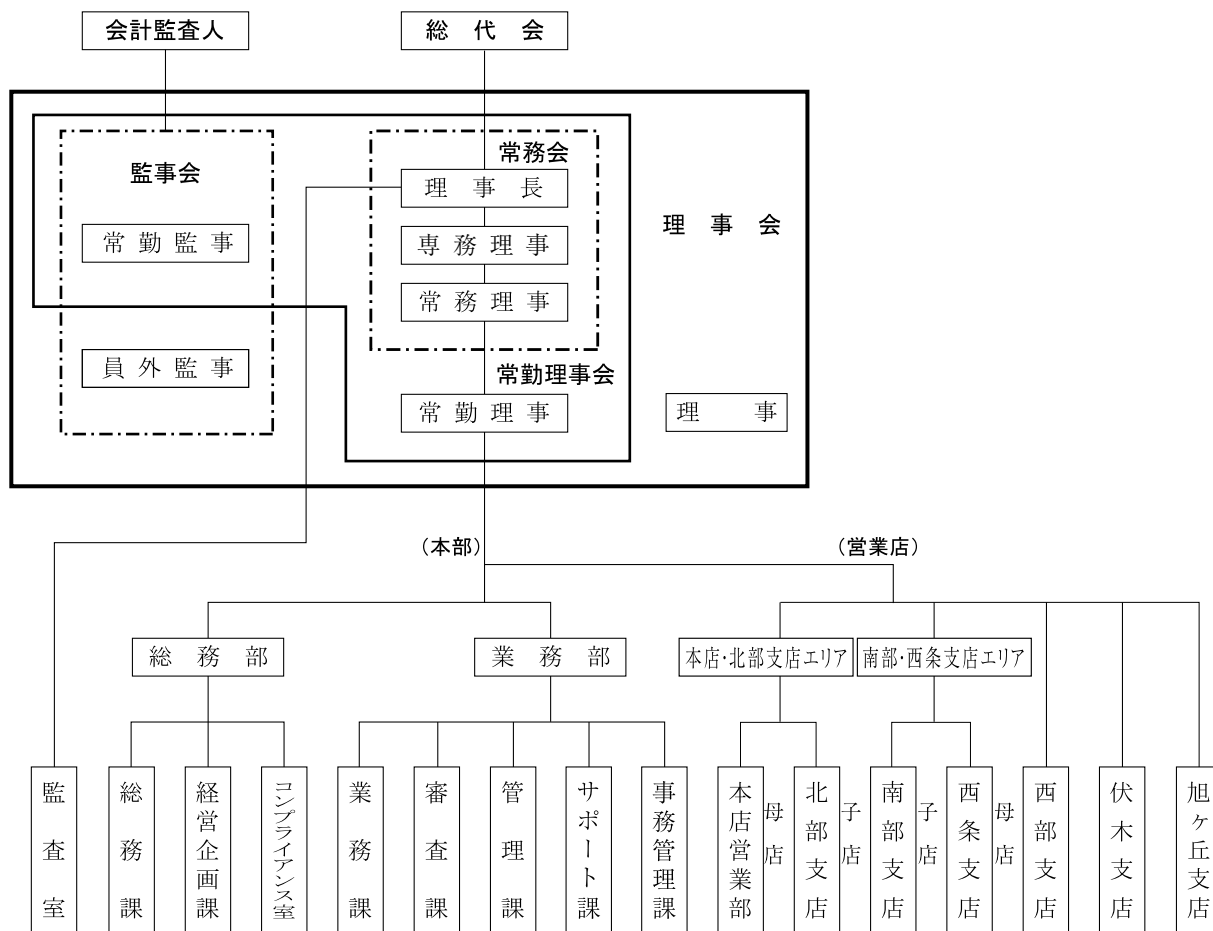 会計監査人
総代会
監事会
常務会
理事長
常勤監事
専務理事
理事会
常務理事
員外監事
常勤理事会
常勤理事
理事
（本部）
（営業店）
総務部
業務部
本店・北部支店エリア
南部・西条支店エリア
監査室
総務課
経営企画課
コンプライアンス室
業務課
審査課
管理課
サポート課
事務管理課
本店営業部
母店
北部支店
子店
南部支店
子店
西条支店
母店
西部支店
伏木支店
旭ヶ丘支店